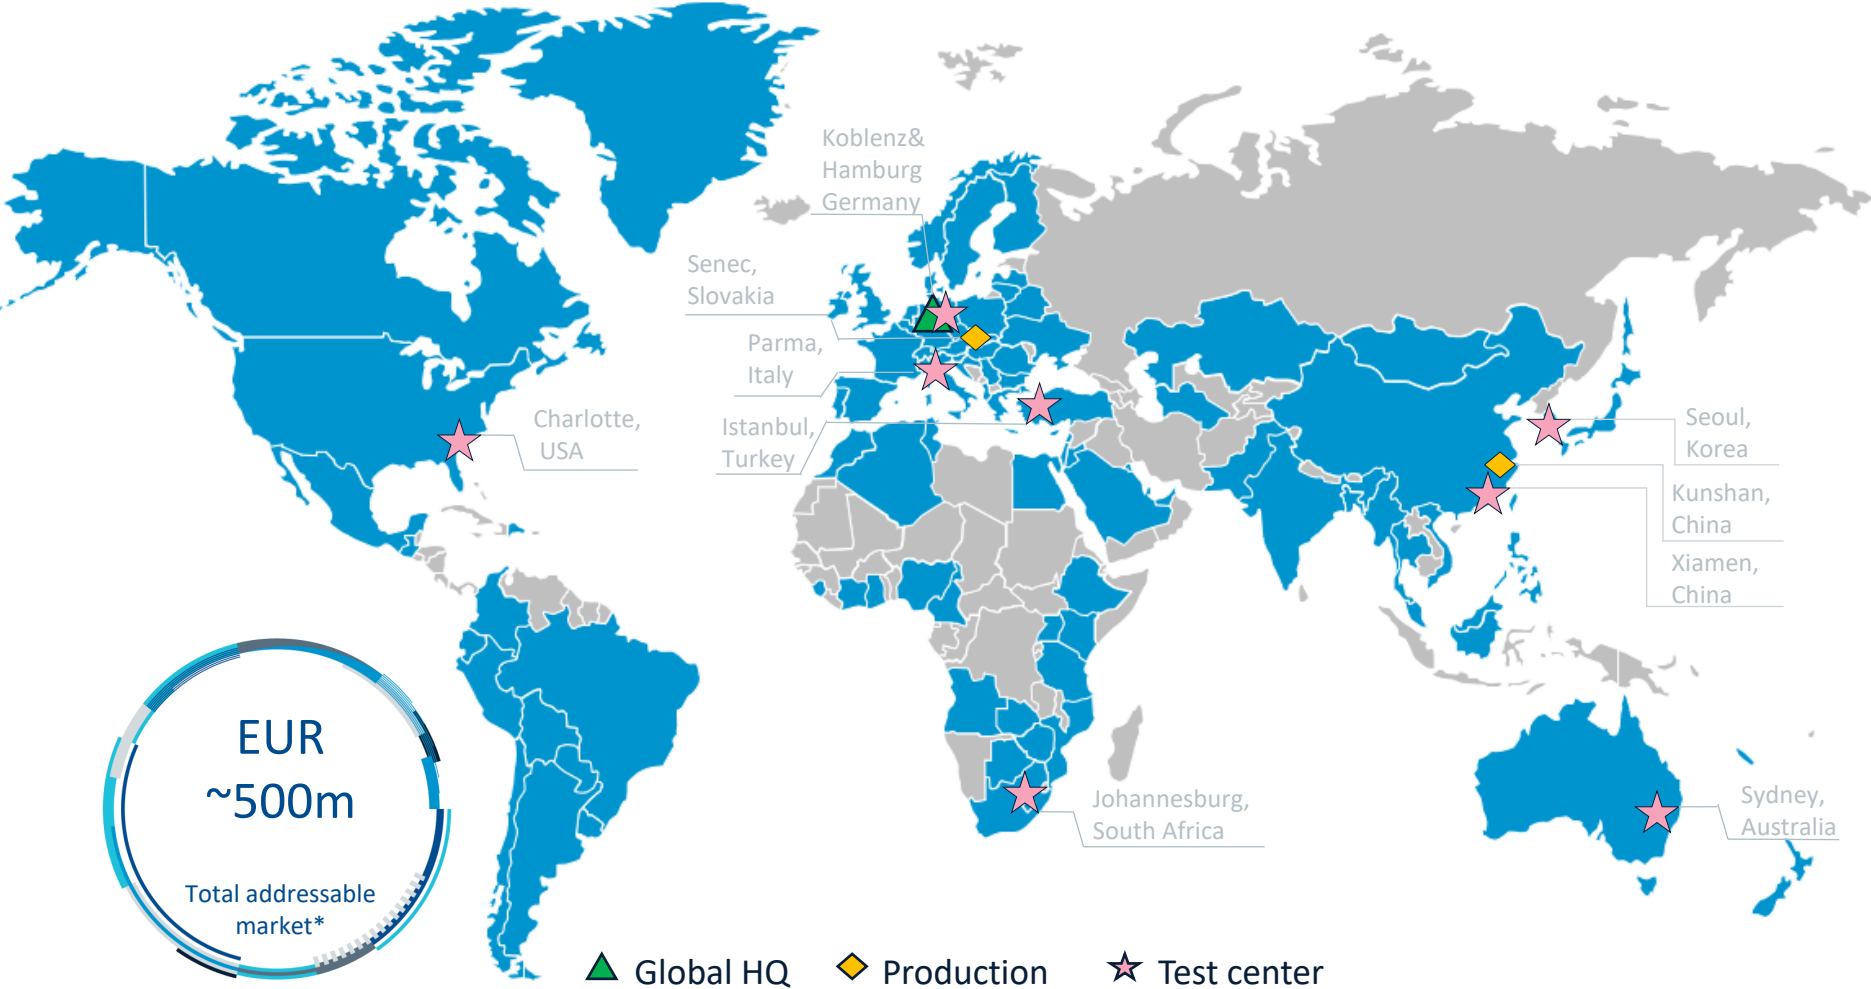 Koblenz&
Hamburg
Germany
Senec,
Slovakia
Parma,
Italy
Istanbul,
Turkey
Charlotte,
USA
Seoul,
Korea
Kunshan,
China
Xiamen,
China
Johannesburg,
South Africa
Sydney,
Australia
EUR
~500m
Total addressable
market*
Global HQ
Production
Test center